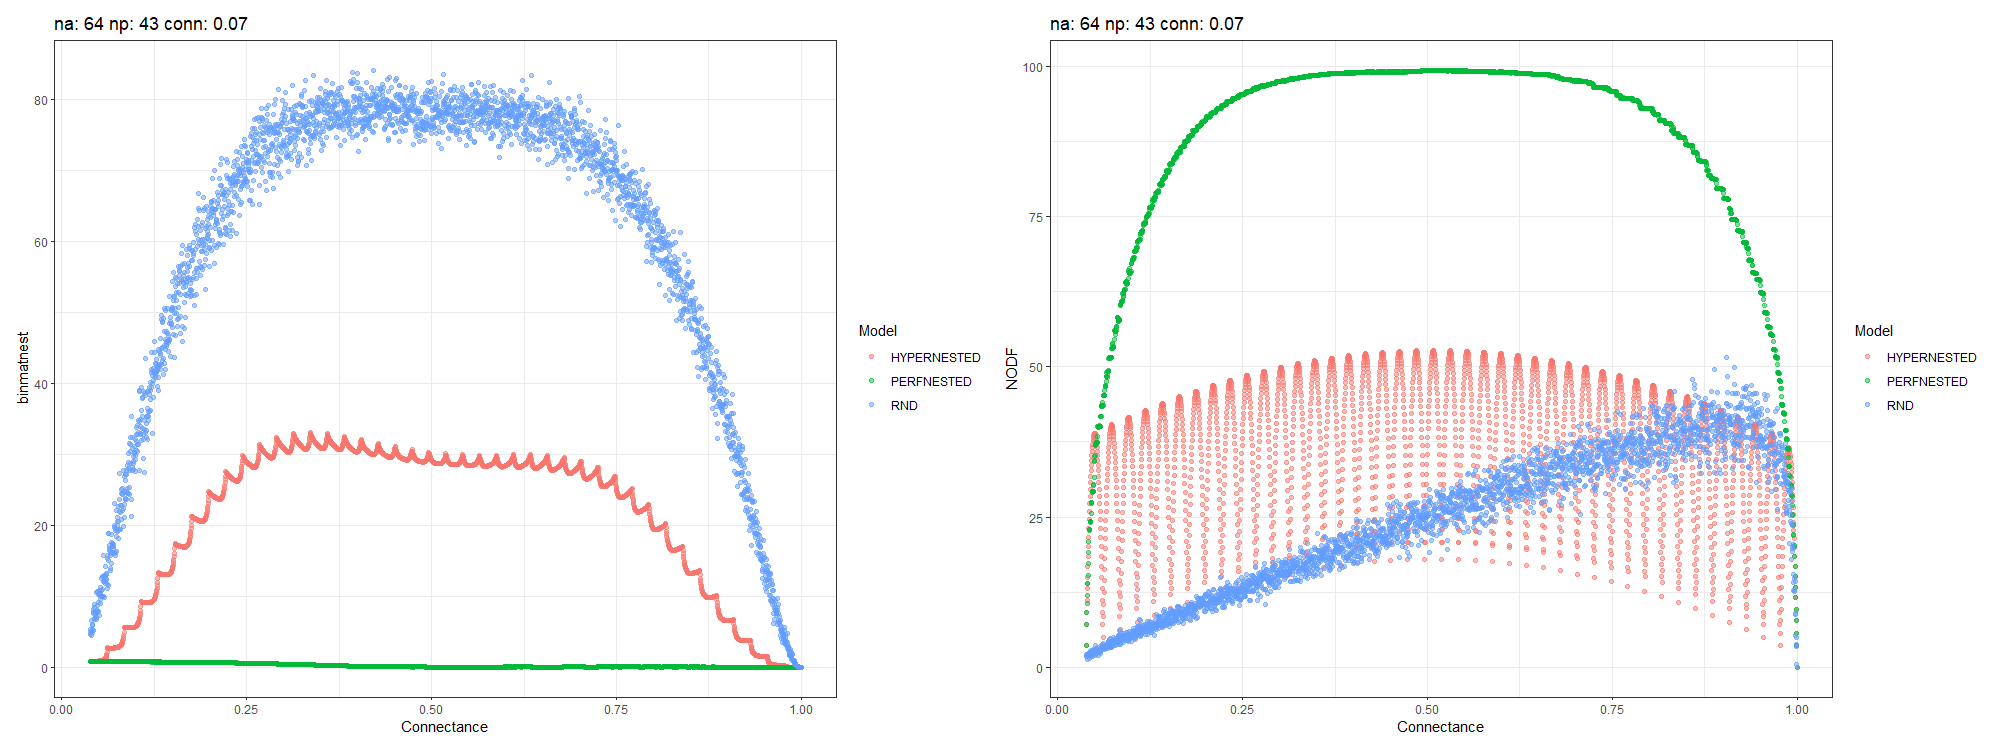 na: 64 np: 43 conn: 0.07
binmatnest
80
60
40
20
0
0.00 0.25 0.50 0.75 1.00
Connectance
Model
HYPERNESTED
PERFNESTED
RND
na: 64 np: 43 conn: 0.07
NODF
100
75
50
25
0
0.00 0.25 0.50 0.75 1.00
Connectance
Model
HYPERNESTED
PERFNESTED
RND